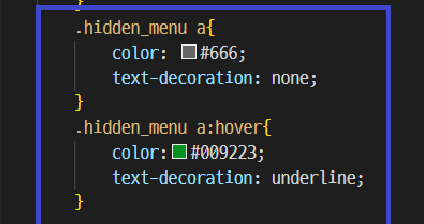 }
.hidden_menu a{
color: #666;
text-decoration: none;
}
.hidden_menu a:hover{
color:#009223;
text-decoration: underline;
}